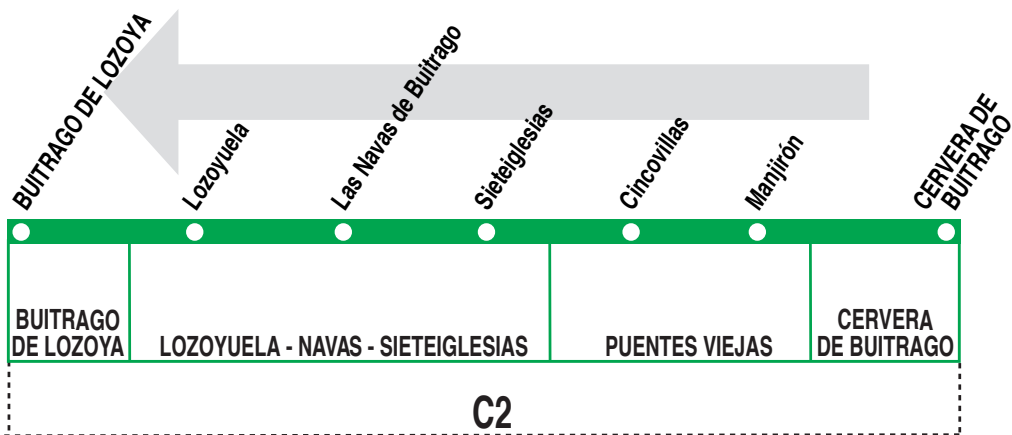 BUITRAGO DE LOZOYA
Lozoyuela
Las Navas de Buitrago
Sieteiglesias
Cincovillas
Manjirón
CERVERA DE
BUITRAGO
BUITRAGO
DE LOZOYA
LOZOYUELA - NAVAS - SIETEIGLESIAS
PUENTES VIEJAS
CERVERA
DE BUITRAGO
C2